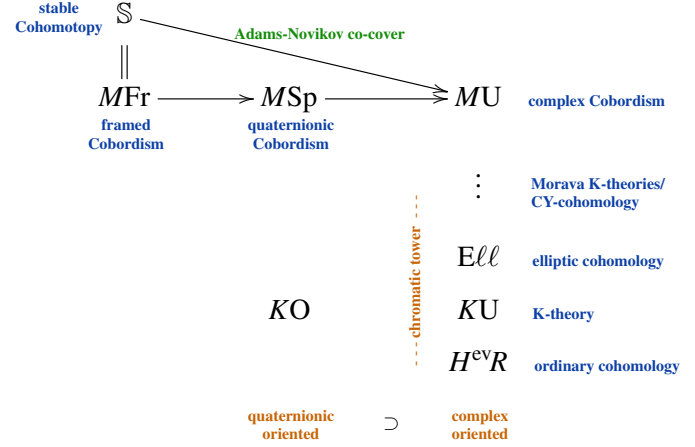 stable
Cohomotopy
𝕊
Adams-Novikov co-cover
MFr
MSp
MU
complex Cobordism
framed
Cobordism
quaternionic
Cobordism
⋮
Morava K-theories/
CY-cohomology
chromatic tower
Eℓℓ
elliptic cohomology
KO
KU
K-theory
HᵉᵛR
ordinary cohomology
quaternionic
oriented
⊃
complex
oriented